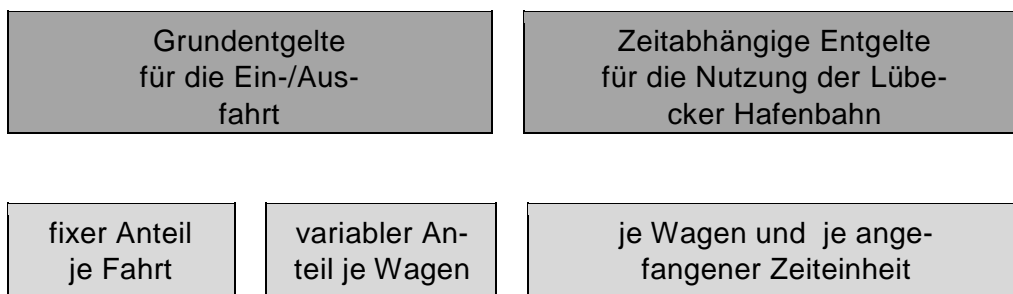 Grundentgelte
für die Ein-/Aus-
fahrt
Zeitabhängige Entgelte
für die Nutzung der Lübe-
cker Hafenbahn
fixer Anteil
je Fahrt
variabler An-
teil je Wagen
je Wagen und je ange-
fangener Zeiteinheit